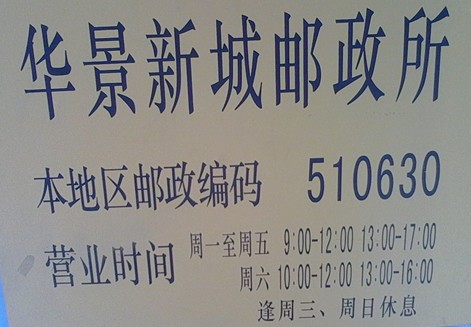 华景新城邮政所
本地区邮政编码 510630
营业时间 周一至周五 9:00-12:00 13:00-17:00
周六 10:00-12:00 13:00-16:00
逢周三、周日休息